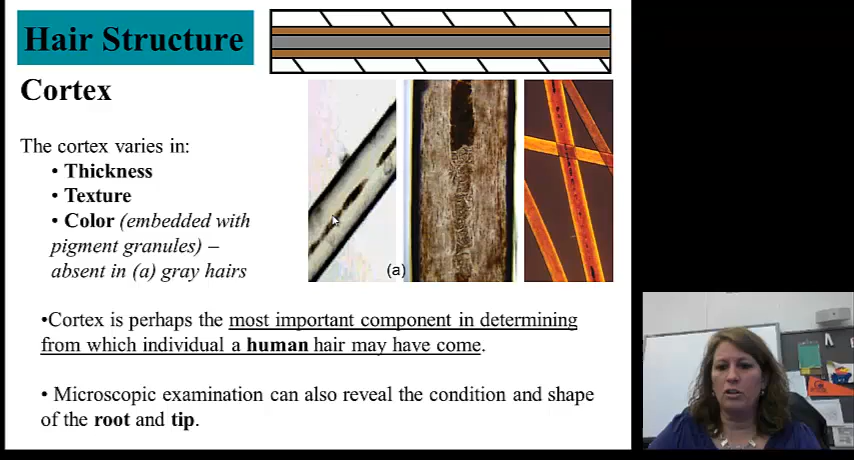 Hair Structure
Cortex
The cortex varies in:
• Thickness
• Texture
• Color (embedded with
pigment granules) –
absent in (a) gray hairs
(a)
•Cortex is perhaps the most important component in determining
from which individual a human hair may have come.
• Microscopic examination can also reveal the condition and shape
of the root and tip.